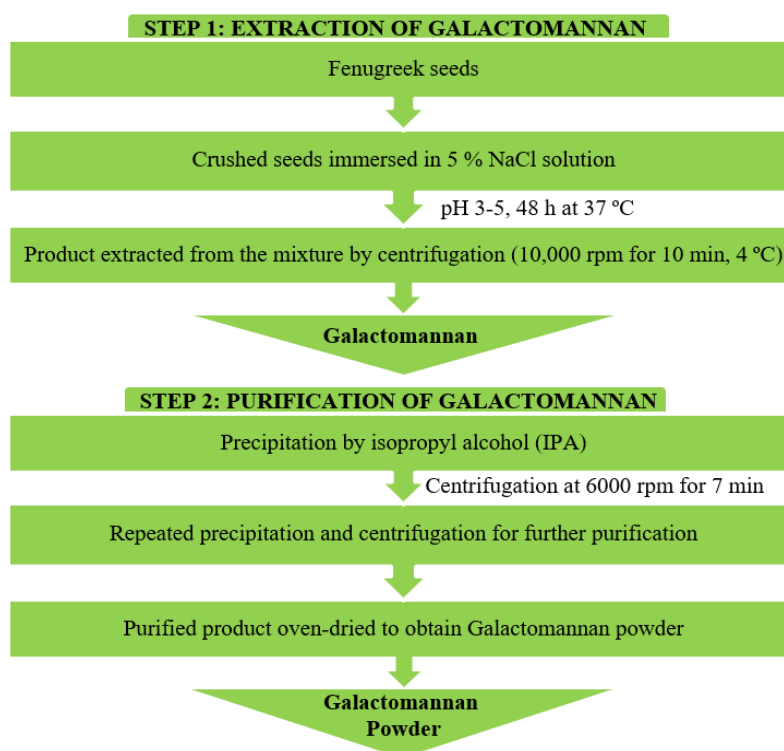 STEP 1: EXTRACTION OF GALACTOMANNAN
Fenugreek seeds
Crushed seeds immersed in 5 % NaCl solution
pH 3-5, 48 h at 37 ºC
Product extracted from the mixture by centrifugation (10,000 rpm for 10 min, 4 ºC)
Galactomannan
STEP 2: PURIFICATION OF GALACTOMANNAN
Precipitation by isopropyl alcohol (IPA)
Centrifugation at 6000 rpm for 7 min
Repeated precipitation and centrifugation for further purification
Purified product oven-dried to obtain Galactomannan powder
Galactomannan
Powder